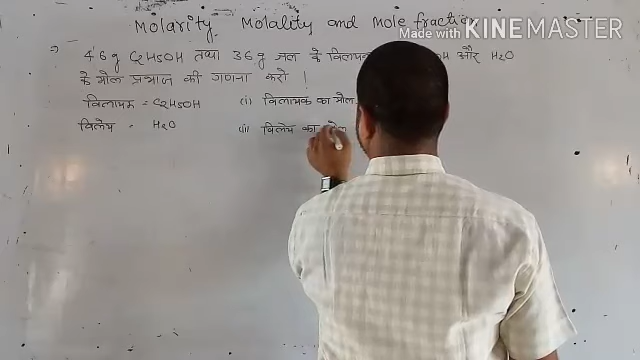 Molarity, Molality and Mole fraction
Made with KINEMASTER
46g C2H5OH तथा 36g जल के विलयन और H2O
के मोल प्रभाज की गणना करो ।
विलायक = C2H5OH (i) विलायक का मोल
विलेय = H2O (ii) विलेय का मोल